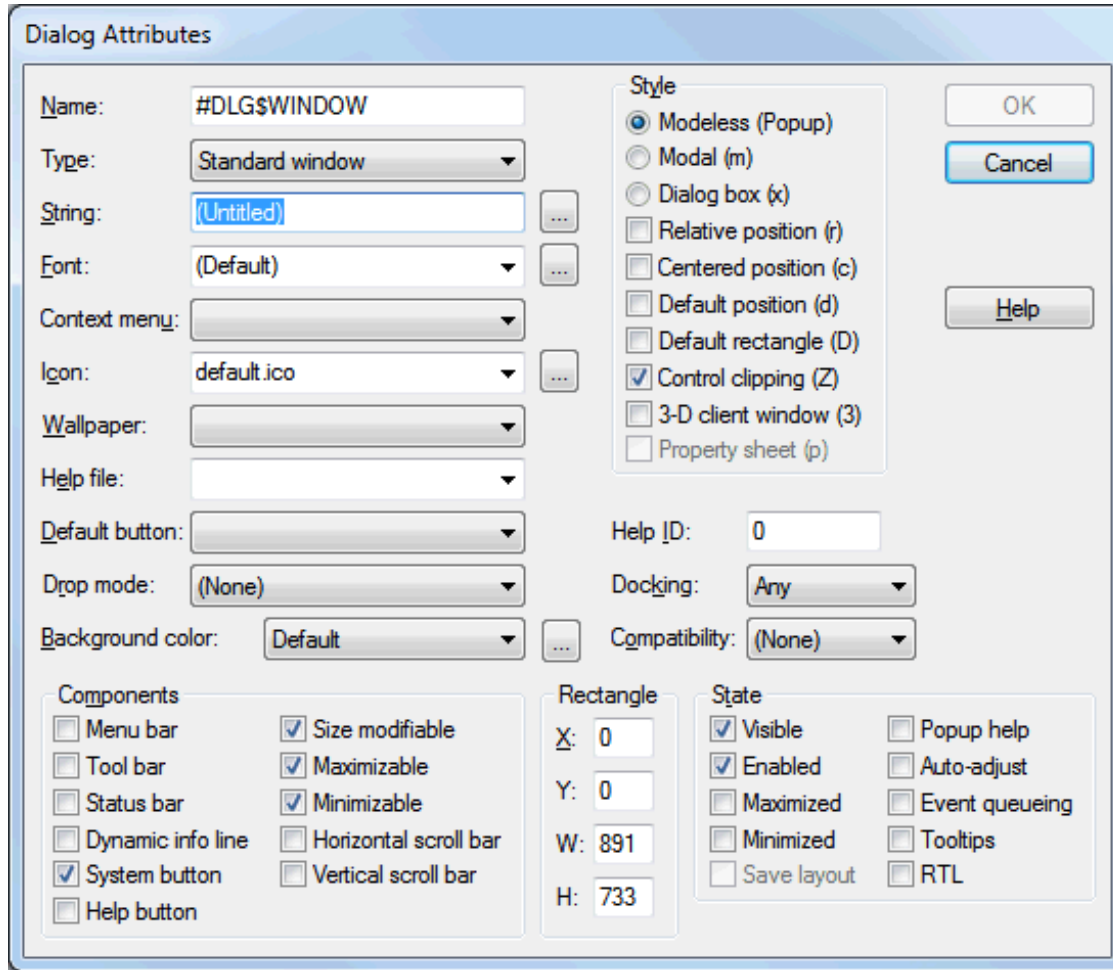 Dialog Attributes
Name: #DLG$WINDOW
Type: Standard window
String: (Untitled) ...
Font: (Default) ...
Context menu:
Icon: default.ico ...
Wallpaper:
Help file:
Default button:
Drop mode: (None)
Background color: Default ...
Style
Modeless (Popup)
Modal (m)
Dialog box (x)
Relative position (r)
Centered position (c)
Default position (d)
Default rectangle (D)
Control clipping (Z)
3-D client window (3)
Property sheet (p)
OK
Cancel
Help
Help ID: 0
Docking: Any
Compatibility: (None)
Components
Menu bar
Tool bar
Status bar
Dynamic info line
System button
Help button
Size modifiable
Maximizable
Minimizable
Horizontal scroll bar
Vertical scroll bar
Rectangle
X: 0
Y: 0
W: 891
H: 733
State
Visible
Enabled
Maximized
Minimized
Save layout
Popup help
Auto-adjust
Event queueing
Tooltips
RTL